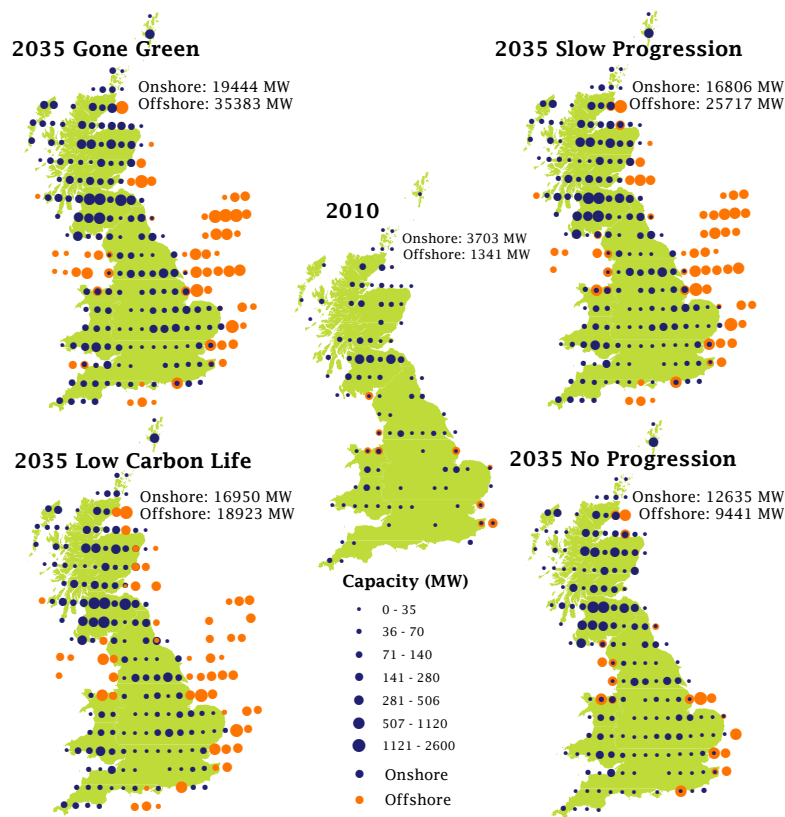 2035 Gone Green
Onshore: 19444 MW
Offshore: 35383 MW
2035 Slow Progression
Onshore: 16806 MW
Offshore: 25717 MW
2010
Onshore: 3703 MW
Offshore: 1341 MW
2035 Low Carbon Life
Onshore: 16950 MW
Offshore: 18923 MW
2035 No Progression
Onshore: 12635 MW
Offshore: 9441 MW
Capacity (MW)
0 - 35
36 - 70
71 - 140
141 - 280
281 - 506
507 - 1120
1121 - 2600
Onshore
Offshore